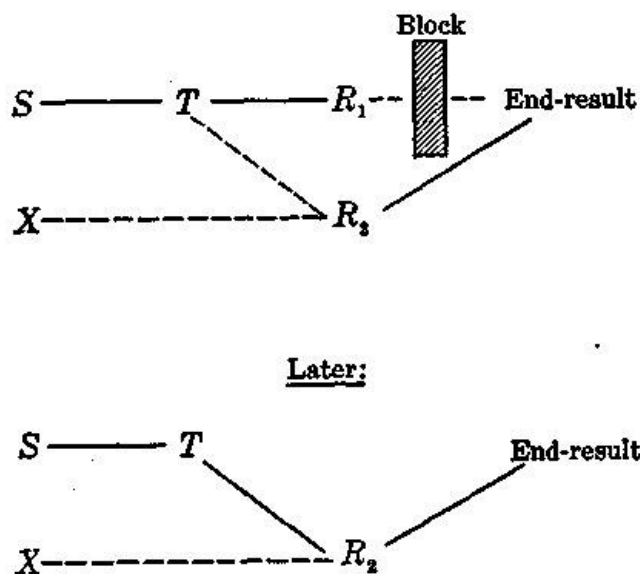 Block
S T R₁ End-result
X R₂
Later:
S T End-result
X R₂